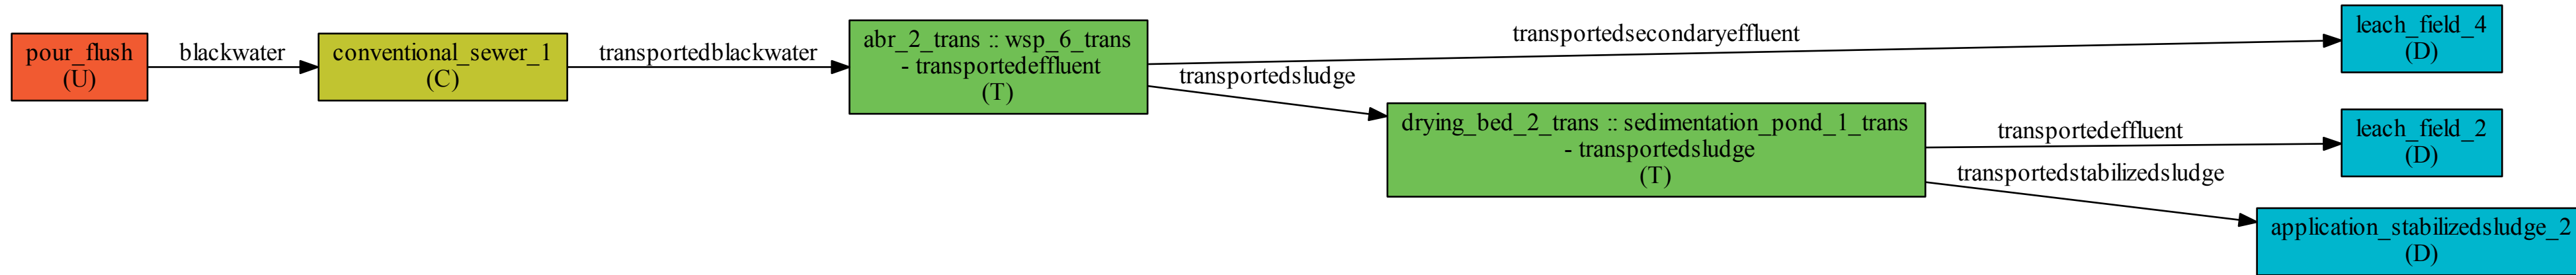 pour_flush
(U)
blackwater
conventional_sewer_1
(C)
transportedblackwater
abr_2_trans :: wsp_6_trans
- transportedeffluent
(T)
transportedsecondaryeffluent
leach_field_4
(D)
transportedsludge
drying_bed_2_trans :: sedimentation_pond_1_trans
- transportedsludge
(T)
transportedeffluent
leach_field_2
(D)
transportedstabilizedsludge
application_stabilizedsludge_2
(D)